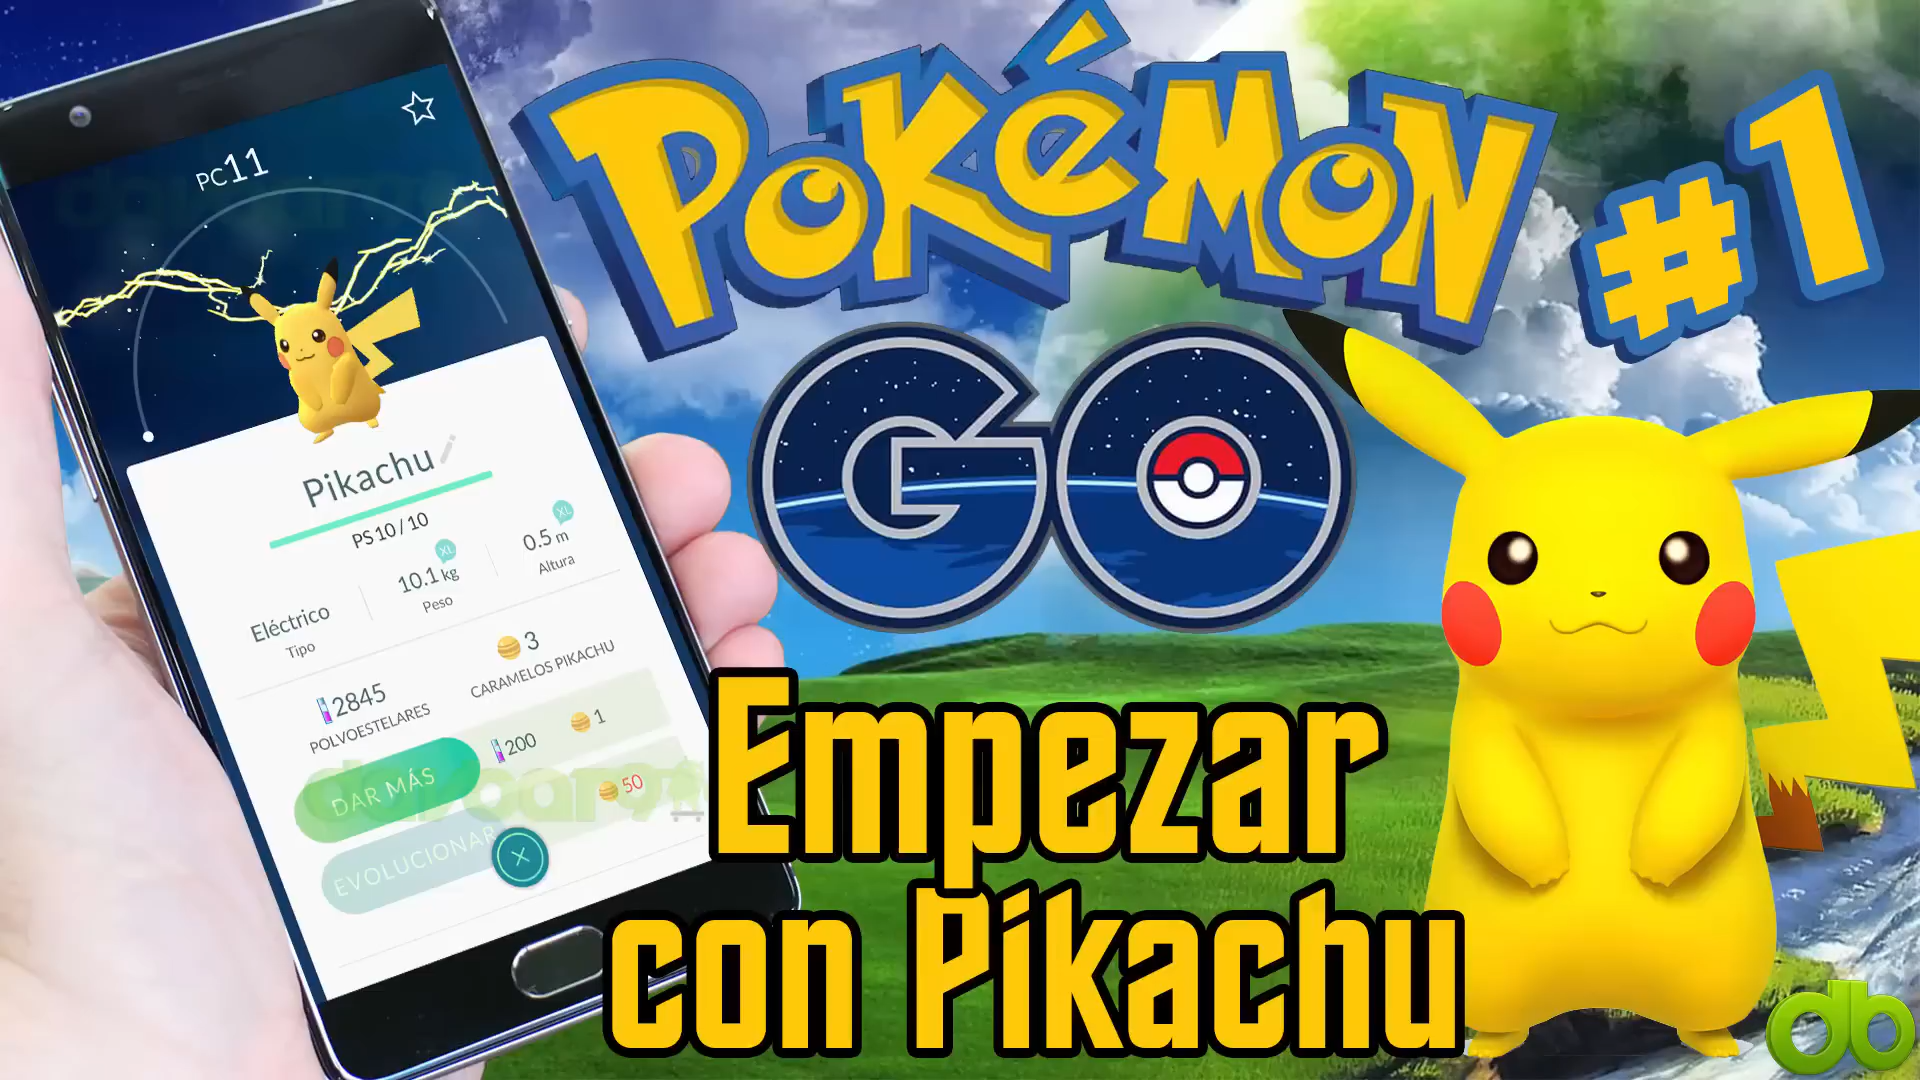 POKÉMON
GO
#1
PC11
Pikachu
PS 10 / 10
XL
XL
Eléctrico
Tipo
10.1 kg
Peso
0.5 m
Altura
2845
POLVOESTELARES
3
CARAMELOS PIKACHU
DAR MÁS
200
1
EVOLUCIONAR
50
Empezar
con Pikachu
db